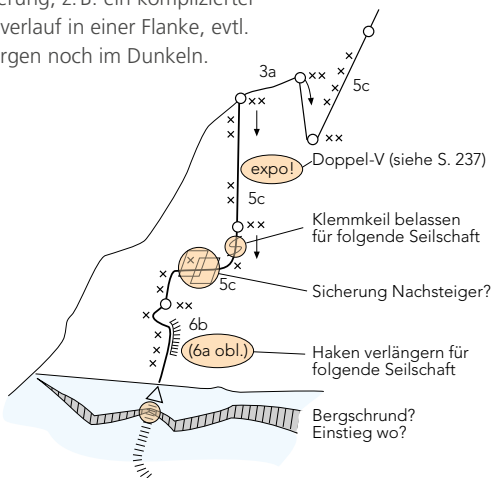 erung, z. B. ein komplizierter
verlauf in einer Flanke, evtl.
rgen noch im Dunkeln.
3a
5c
Doppel-V (siehe S. 237)
expo!
5c
Klemmkeil belassen
für folgende Seilschaft
5c
Sicherung Nachsteiger?
6b
(6a obl.)
Haken verlängern für
folgende Seilschaft
Bergschrund?
Einstieg wo?